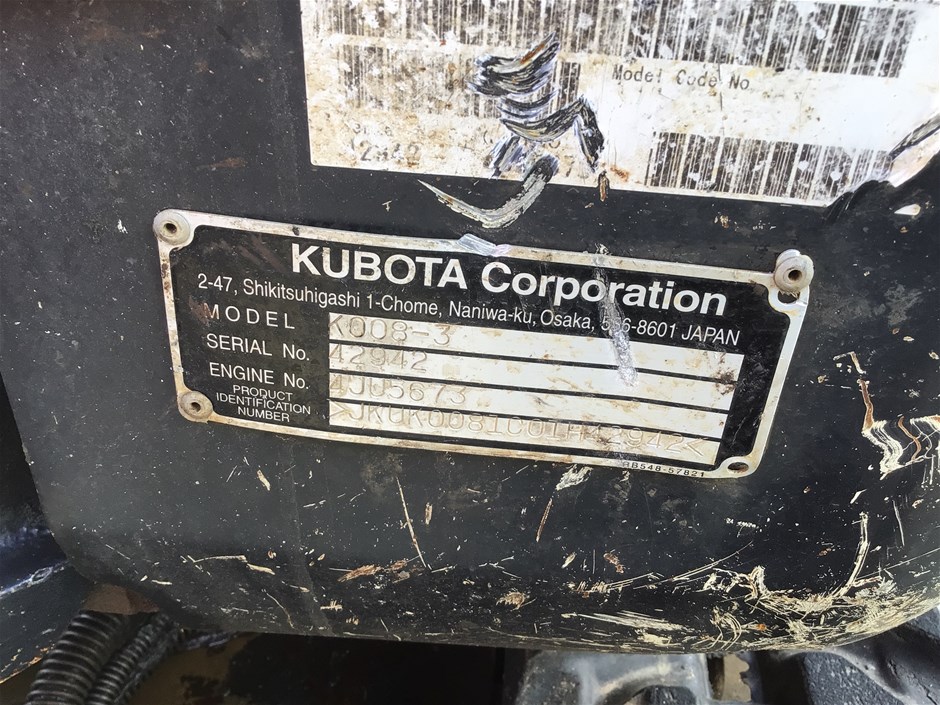 Model Code No
12942
KUBOTA Corporation
2-47, Shikitsuhigashi 1-Chome, Naniwa-ku, Osaka, 556-8601 JAPAN
MODEL K008-3
SERIAL No. 42942
ENGINE No. 4JU5673
PRODUCT IDENTIFICATION NUMBER >JKUK0081C01H42942<
RB548-57821